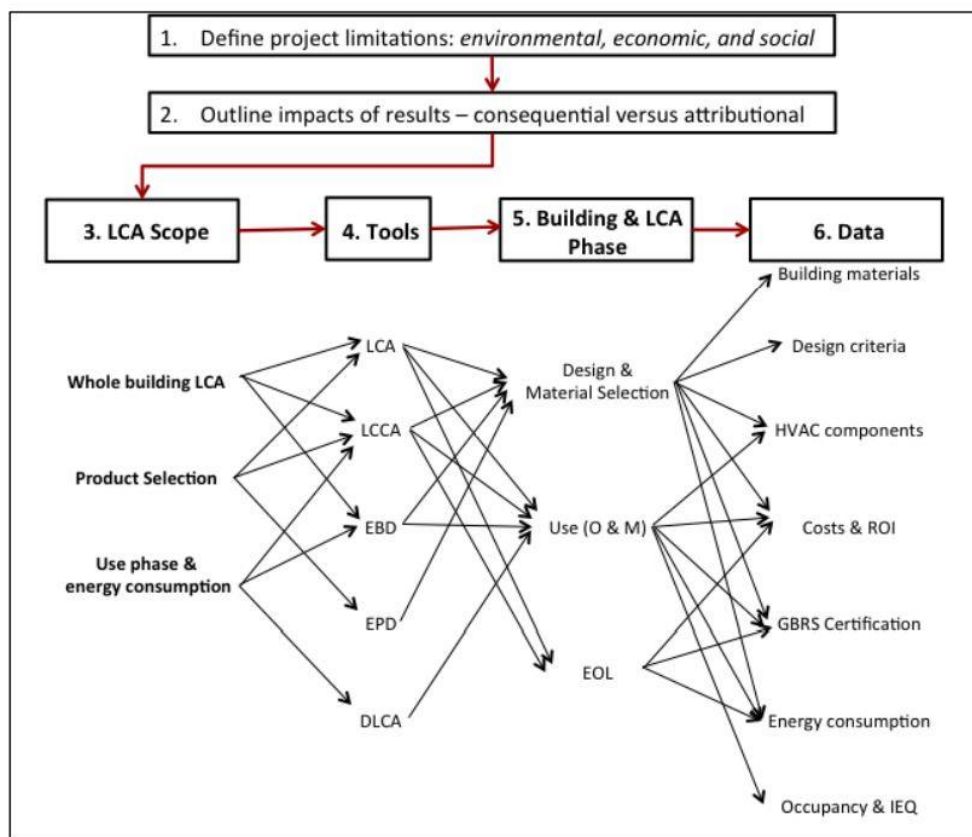 1. Define project limitations: environmental, economic, and social
2. Outline impacts of results – consequential versus attributional
3. LCA Scope
4. Tools
5. Building & LCA
Phase
6. Data
Whole building LCA
Product Selection
Use phase &
energy consumption
LCA
LCCA
EBD
EPD
DLCA
Design &
Material Selection
Use (O & M)
EOL
Building materials
Design criteria
HVAC components
Costs & ROI
GBRS Certification
Energy consumption
Occupancy & IEQ